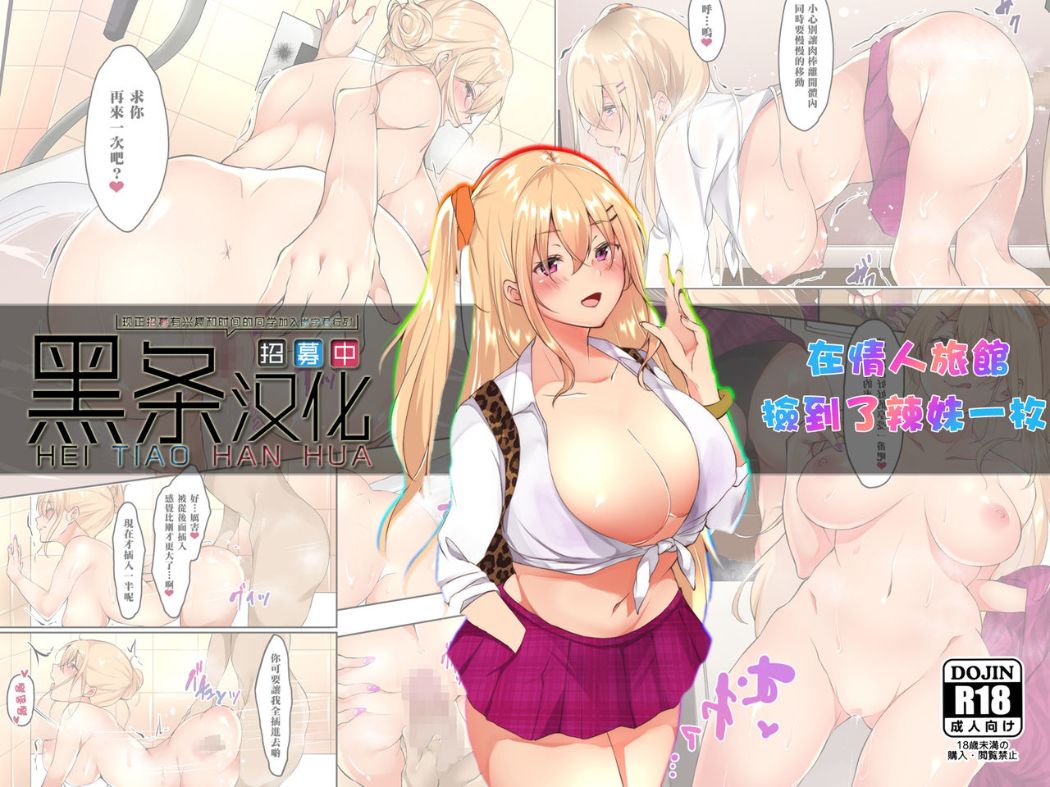 求你
再來一次吧？♥
呼…嗚♥
小心別讓肉棒離開體內
同時要慢慢的移動
招募中
黑条汉化
HEI TIAO HAN HUA
在情人旅館
撿到了辣妹一枚
好…厲害♥
被從後面插入
感覺比剛才更大了…啊♥
現在才插入一半呢
你可要讓我全插進去喲
DOJIN
R18
成人向け
18歳未満の
購入・閲覧禁止